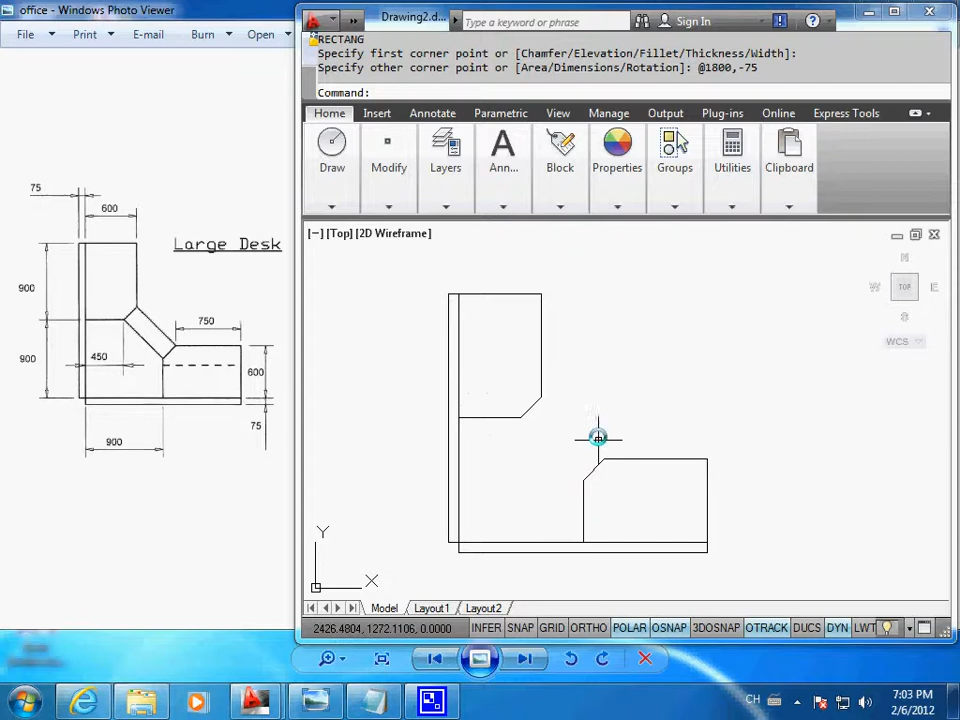 office - Windows Photo Viewer
File Print E-mail Burn Open
75
600
Large Desk
900
750
450
900
600
75
900
Drawing2.d...
Type a keyword or phrase
Sign In
RECTANG
Specify first corner point or [Chamfer/Elevation/Fillet/Thickness/Width]:
Specify other corner point or [Area/Dimensions/Rotation]: @1800,-75
Command:
Home Insert Annotate Parametric View Manage Output Plug-ins Online Express Tools
Draw Modify Layers Ann... Block Properties Groups Utilities Clipboard
[−] [Top] [2D Wireframe]
N
W TOP E
S
WCS
Y
X
Model Layout1 Layout2
2426.4804, 1272.1106, 0.0000 INFER SNAP GRID ORTHO POLAR OSNAP 3DOSNAP OTRACK DUCS DYN LWT
CH
7:03 PM
2/6/2012